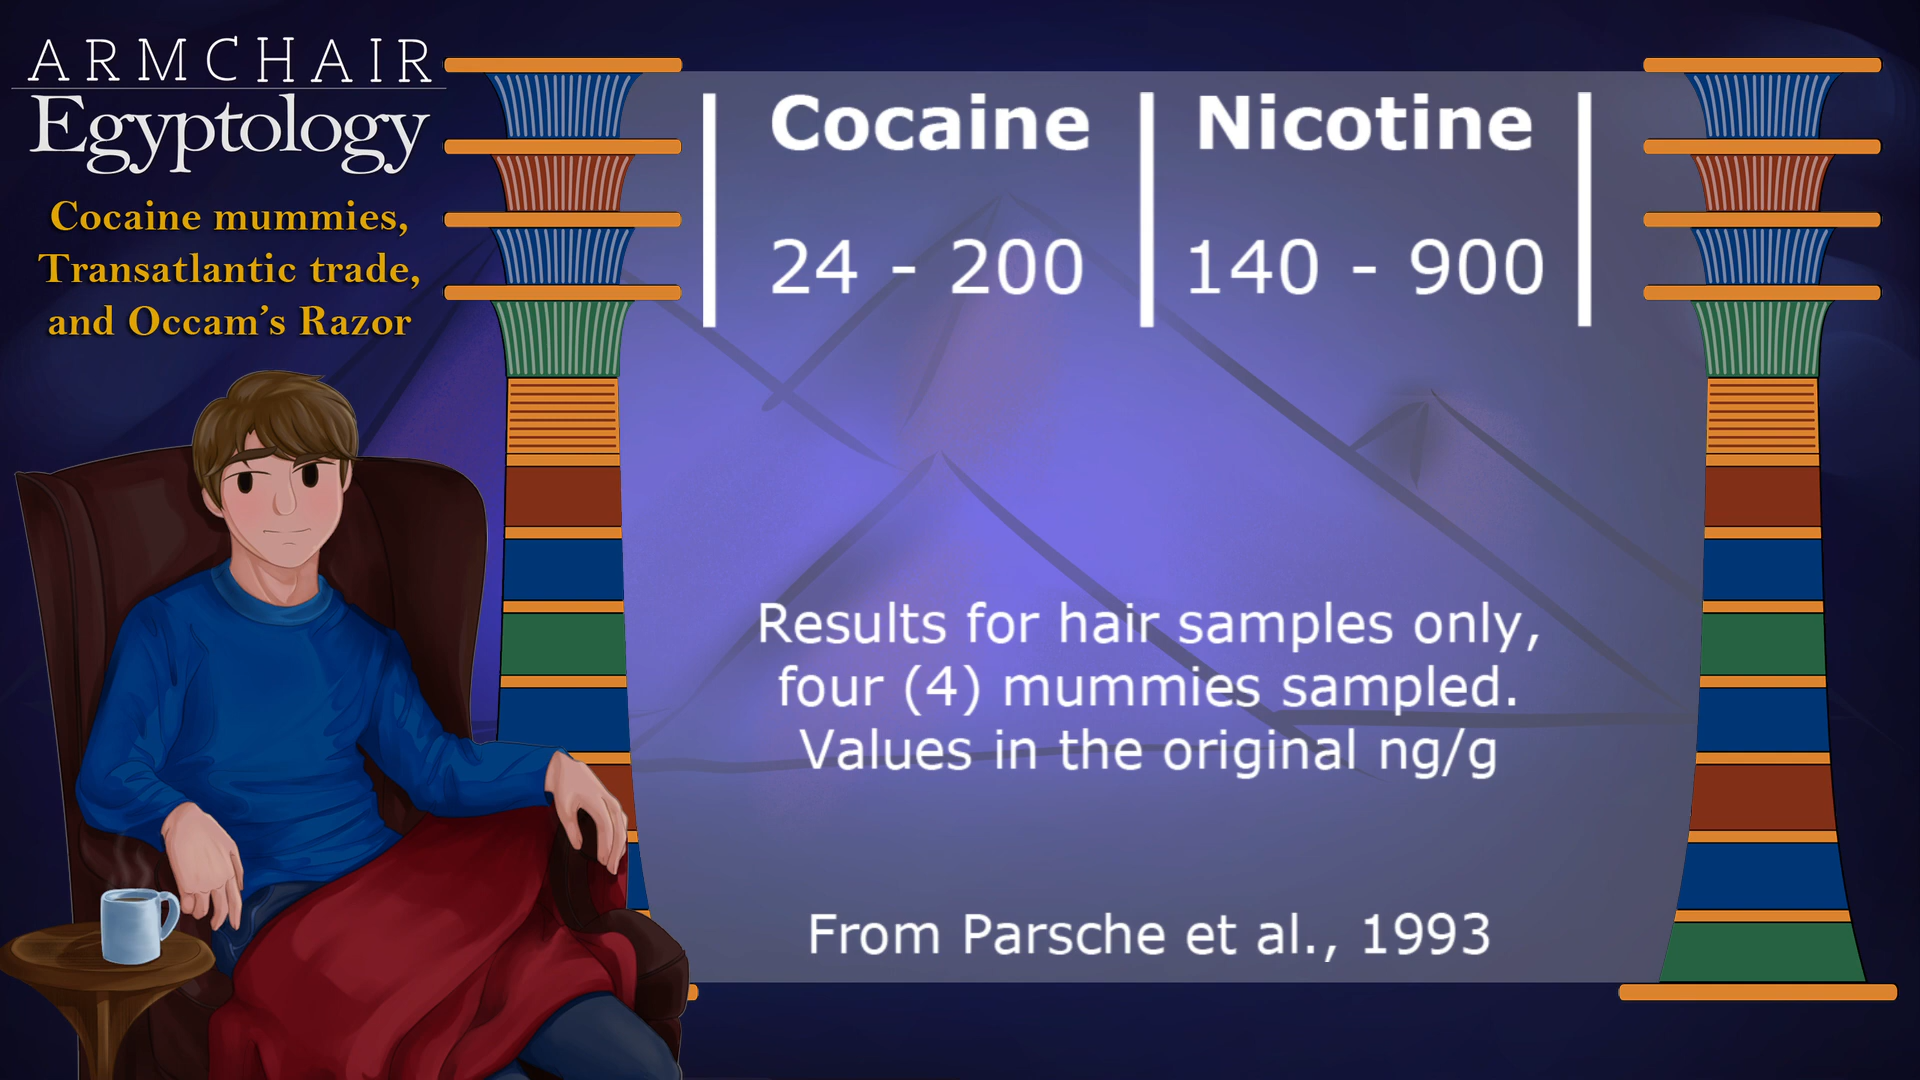 ARMCHAIR
Egyptology
Cocaine mummies,
Transatlantic trade,
and Occam's Razor
Cocaine Nicotine
24 - 200 140 - 900
Results for hair samples only,
four (4) mummies sampled.
Values in the original ng/g
From Parsche et al., 1993